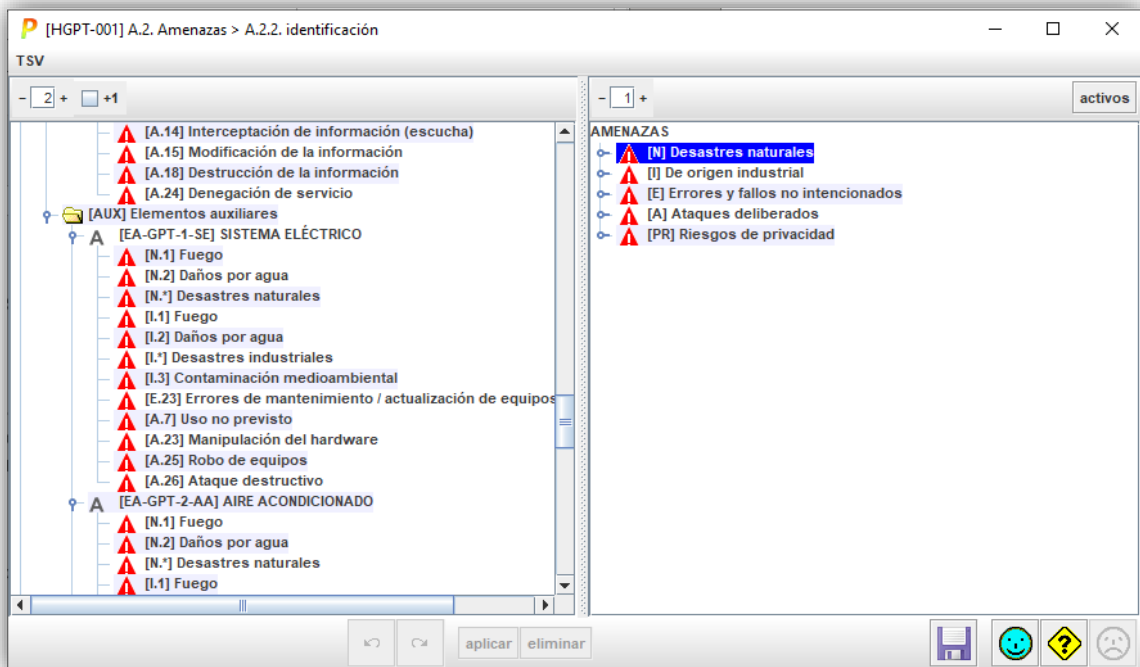 P [HGPT-001] A.2. Amenazas > A.2.2. identificación
TSV
- 2 + +1
- 1 + activos
[A.14] Interceptación de información (escucha)
[A.15] Modificación de la información
[A.18] Destrucción de la información
[A.24] Denegación de servicio
[AUX] Elementos auxiliares
A [EA-GPT-1-SE] SISTEMA ELÉCTRICO
[N.1] Fuego
[N.2] Daños por agua
[N.*] Desastres naturales
[I.1] Fuego
[I.2] Daños por agua
[I.*] Desastres industriales
[I.3] Contaminación medioambiental
[E.23] Errores de mantenimiento / actualización de equipos
[A.7] Uso no previsto
[A.23] Manipulación del hardware
[A.25] Robo de equipos
[A.26] Ataque destructivo
A [EA-GPT-2-AA] AIRE ACONDICIONADO
[N.1] Fuego
[N.2] Daños por agua
[N.*] Desastres naturales
[I.1] Fuego
AMENAZAS
[N] Desastres naturales
[I] De origen industrial
[E] Errores y fallos no intencionados
[A] Ataques deliberados
[PR] Riesgos de privacidad
aplicar eliminar
?